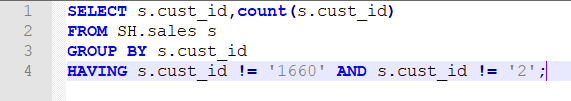 1 SELECT s.cust_id,count(s.cust_id)
2 FROM SH.sales s
3 GROUP BY s.cust_id
4 HAVING s.cust_id != '1660' AND s.cust_id != '2';